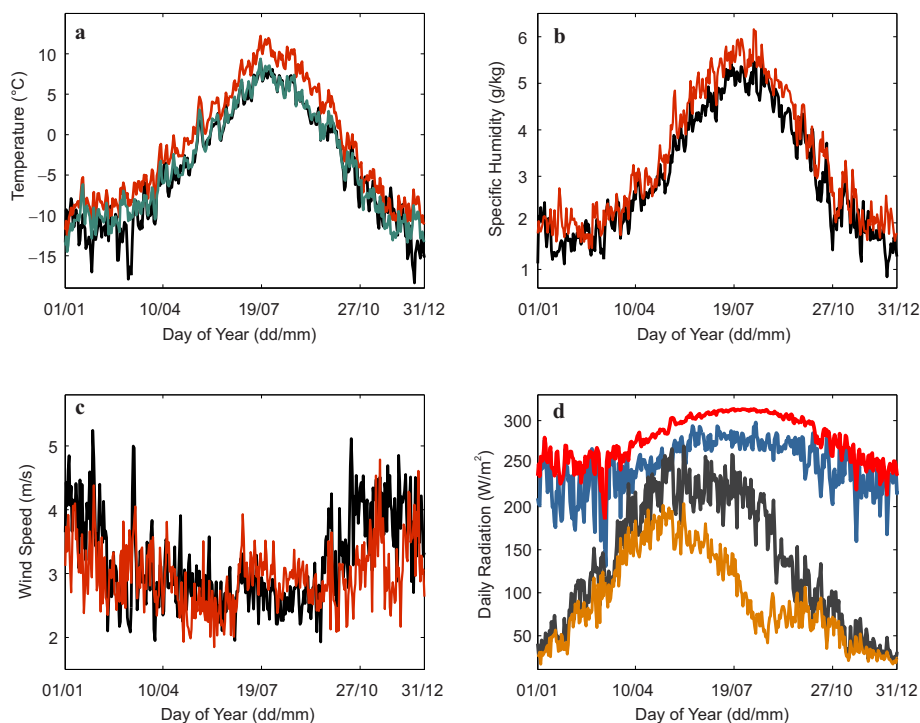 a
Temperature (°C)
10
5
0
−5
−10
−15
01/01 10/04 19/07 27/10 31/12
Day of Year (dd/mm)
b
Specific Humidity (g/kg)
6
5
4
3
2
1
01/01 10/04 19/07 27/10 31/12
Day of Year (dd/mm)
c
Wind Speed (m/s)
5
4
3
2
01/01 10/04 19/07 27/10 31/12
Day of Year (dd/mm)
d
Daily Radiation (W/m²)
300
250
200
150
100
50
01/01 10/04 19/07 27/10 31/12
Day of Year (dd/mm)